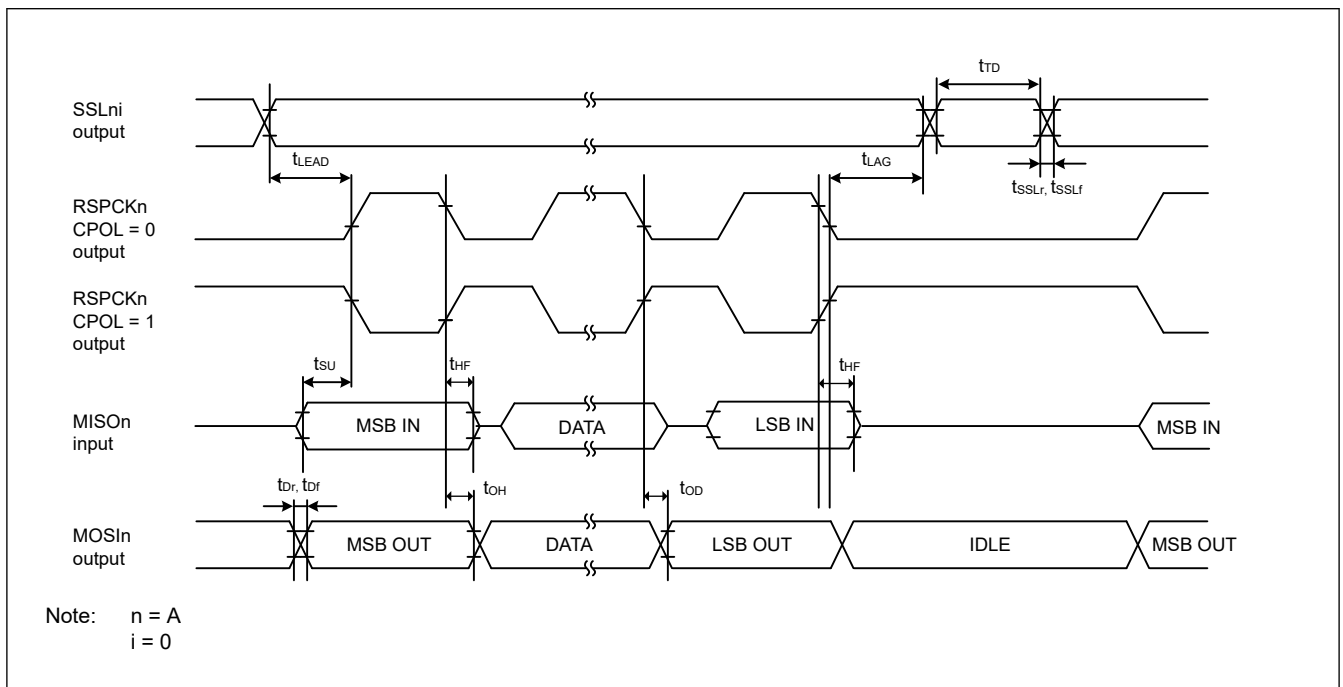 tTD
SSLni
output
tLEAD
tLAG
tSSLr, tSSLf
RSPCKn
CPOL = 0
output
RSPCKn
CPOL = 1
output
tSU
tHF
tHF
MISOn
input
MSB IN
DATA
LSB IN
MSB IN
tDr, tDf
tOH
tOD
MOSIn
output
MSB OUT
DATA
LSB OUT
IDLE
MSB OUT
Note: n = A
i = 0